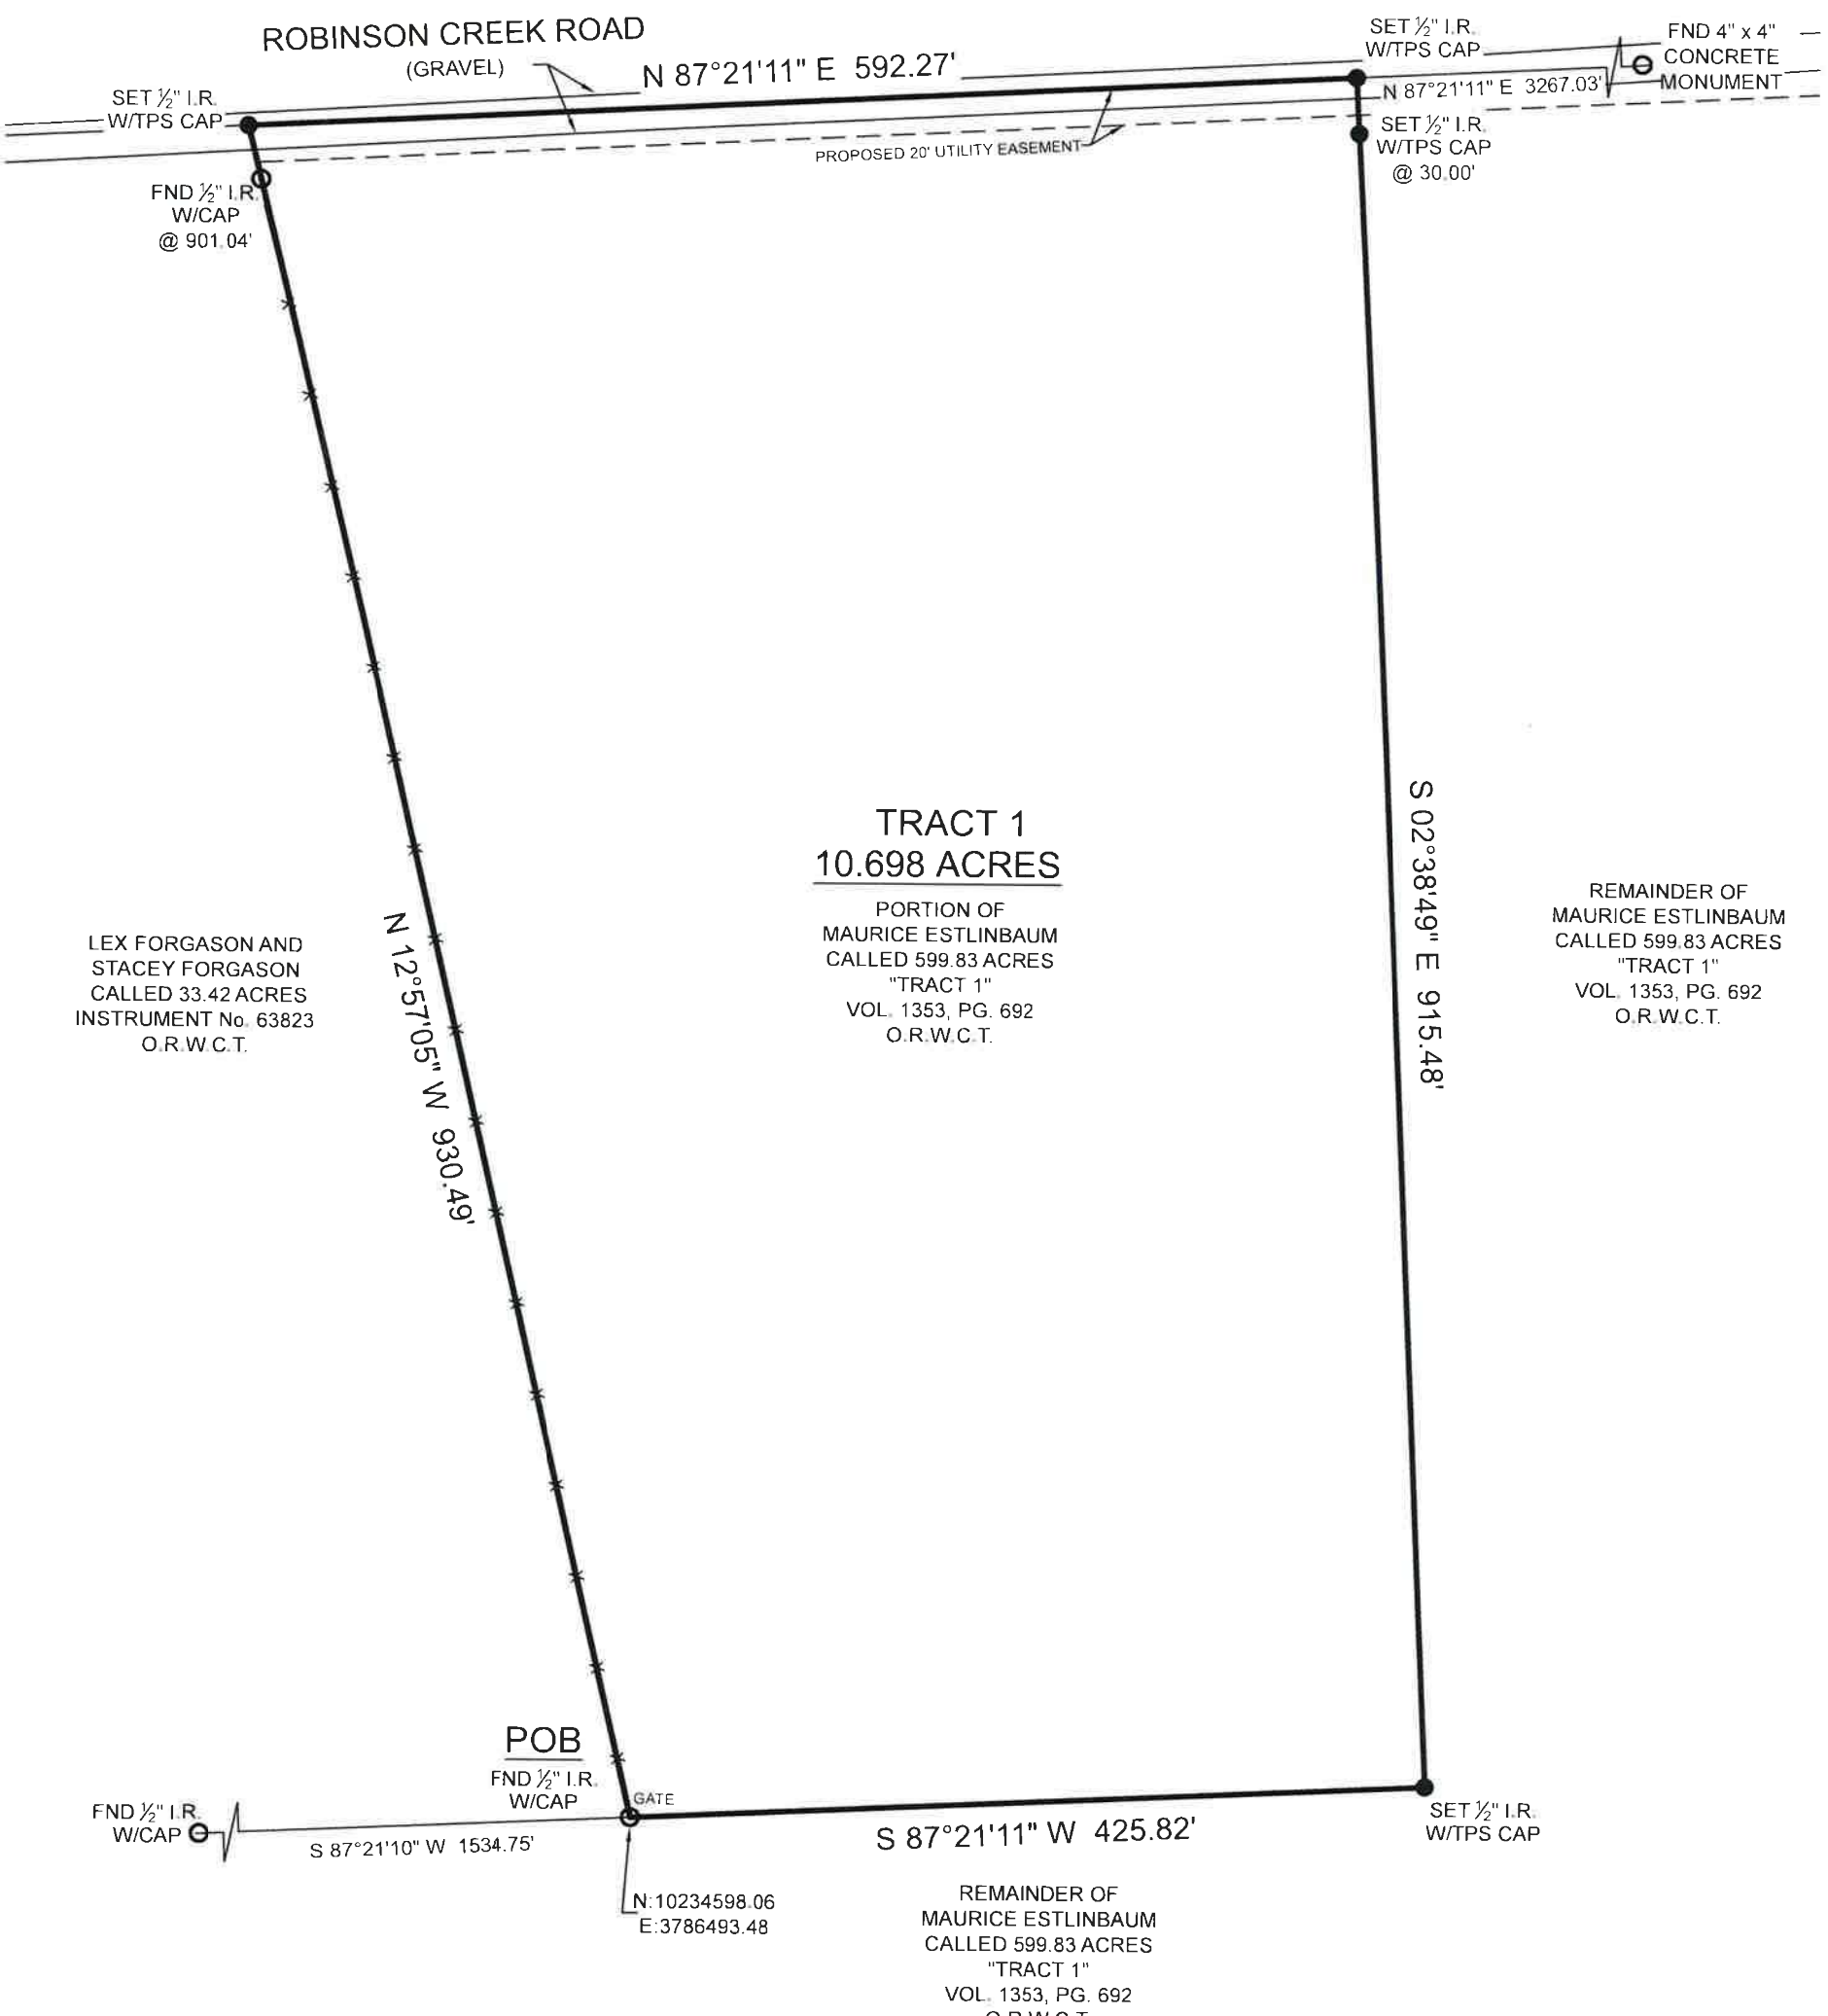 ROBINSON CREEK ROAD
(GRAVEL)
N 87°21'11" E 592.27'
SET ½" I.R.
W/TPS CAP
FND 4" x 4"
CONCRETE
MONUMENT
N 87°21'11" E 3267.03'
SET ½" I.R.
W/TPS CAP
SET ½" I.R.
W/TPS CAP
@ 30.00'
PROPOSED 20' UTILITY EASEMENT
FND ½" I.R.
W/CAP
@ 901.04'
TRACT 1
10.698 ACRES
PORTION OF
MAURICE ESTLINBAUM
CALLED 599.83 ACRES
"TRACT 1"
VOL. 1353, PG. 692
O.R.W.C.T.
LEX FORGASON AND
STACEY FORGASON
CALLED 33.42 ACRES
INSTRUMENT No. 63823
O.R.W.C.T.
N 12°57'05" W 930.49'
S 02°38'49" E 915.48'
REMAINDER OF
MAURICE ESTLINBAUM
CALLED 599.83 ACRES
"TRACT 1"
VOL. 1353, PG. 692
O.R.W.C.T.
POB
FND ½" I.R.
W/CAP
GATE
FND ½" I.R.
W/CAP
S 87°21'10" W 1534.75'
S 87°21'11" W 425.82'
SET ½" I.R.
W/TPS CAP
N:10234598.06
E:3786493.48
REMAINDER OF
MAURICE ESTLINBAUM
CALLED 599.83 ACRES
"TRACT 1"
VOL. 1353, PG. 692